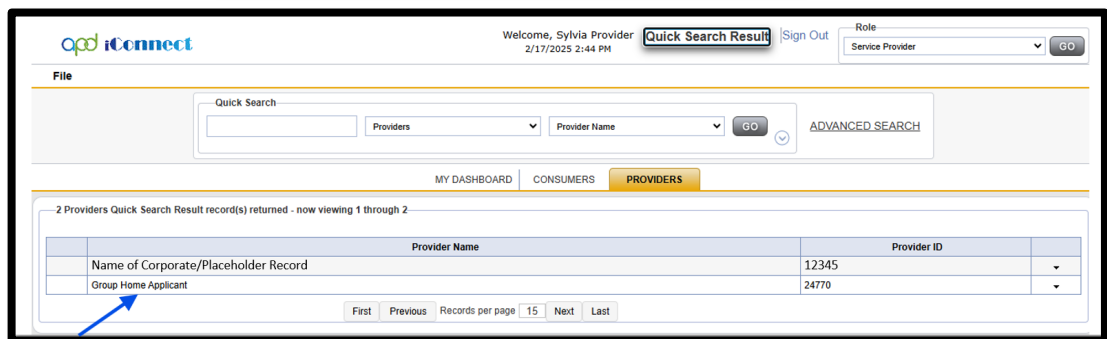 apd iConnect
Welcome, Sylvia Provider
2/17/2025 2:44 PM
Quick Search Result
Sign Out
Role
Service Provider
GO
File
Quick Search
Providers
Provider Name
GO
ADVANCED SEARCH
MY DASHBOARD
CONSUMERS
PROVIDERS
2 Providers Quick Search Result record(s) returned - now viewing 1 through 2
Provider Name Provider ID
Name of Corporate/Placeholder Record 12345
Group Home Applicant 24770
First Previous Records per page 15 Next Last